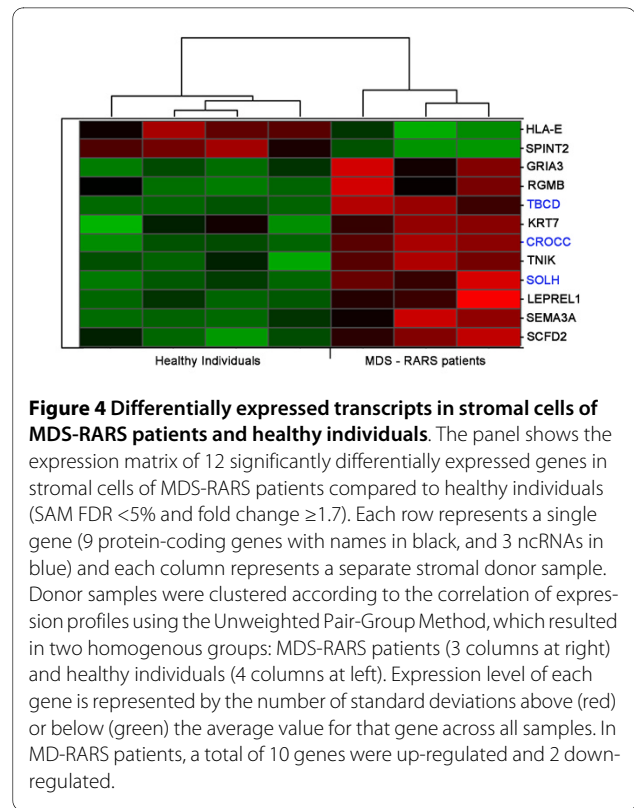 HLA-E
SPINT2
GRIA3
RGMB
TBCD
KRT7
CROCC
TNIK
SOLH
LEPREL1
SEMA3A
SCFD2
Healthy Individuals
MDS - RARS patients
Figure 4 Differentially expressed transcripts in stromal cells of
MDS-RARS patients and healthy individuals. The panel shows the
expression matrix of 12 significantly differentially expressed genes in
stromal cells of MDS-RARS patients compared to healthy individuals
(SAM FDR <5% and fold change ≥1.7). Each row represents a single
gene (9 protein-coding genes with names in black, and 3 ncRNAs in
blue) and each column represents a separate stromal donor sample.
Donor samples were clustered according to the correlation of expres-
sion profiles using the Unweighted Pair-Group Method, which resulted
in two homogenous groups: MDS-RARS patients (3 columns at right)
and healthy individuals (4 columns at left). Expression level of each
gene is represented by the number of standard deviations above (red)
or below (green) the average value for that gene across all samples. In
MD-RARS patients, a total of 10 genes were up-regulated and 2 down-
regulated.